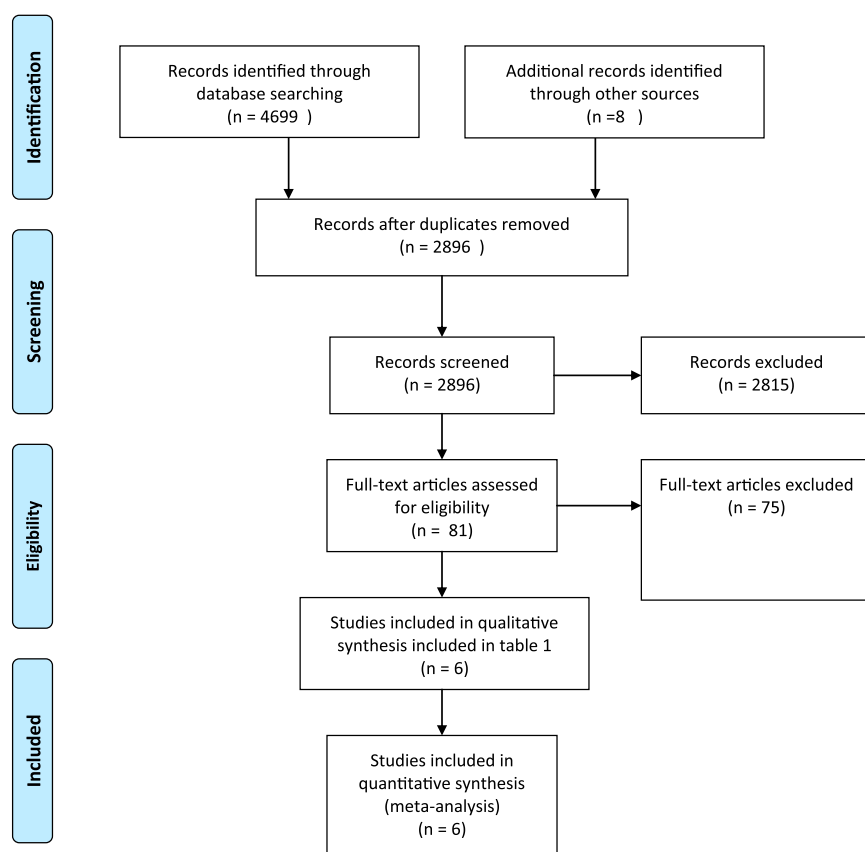 Identification
Records identified through
database searching
(n = 4699  )
Additional records identified
through other sources
(n =8  )
Records after duplicates removed
(n = 2896  )
Screening
Records screened
(n = 2896)
Records excluded
(n = 2815)
Eligibility
Full-text articles assessed
for eligibility
(n =  81)
Full-text articles excluded
(n = 75)
Studies included in qualitative
synthesis included in table 1
(n = 6)
Included
Studies included in
quantitative synthesis
(meta-analysis)
(n = 6)